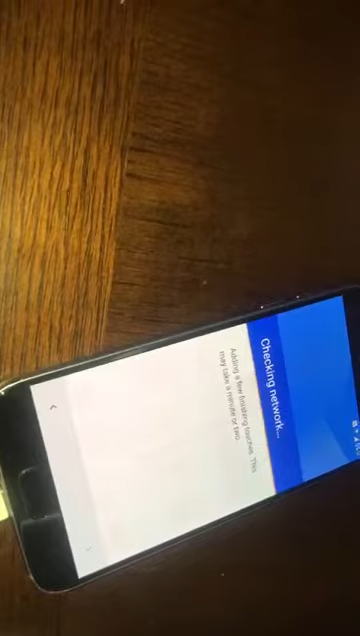 Checking network...
Adding a few finishing touches. This
may take a minute or two.